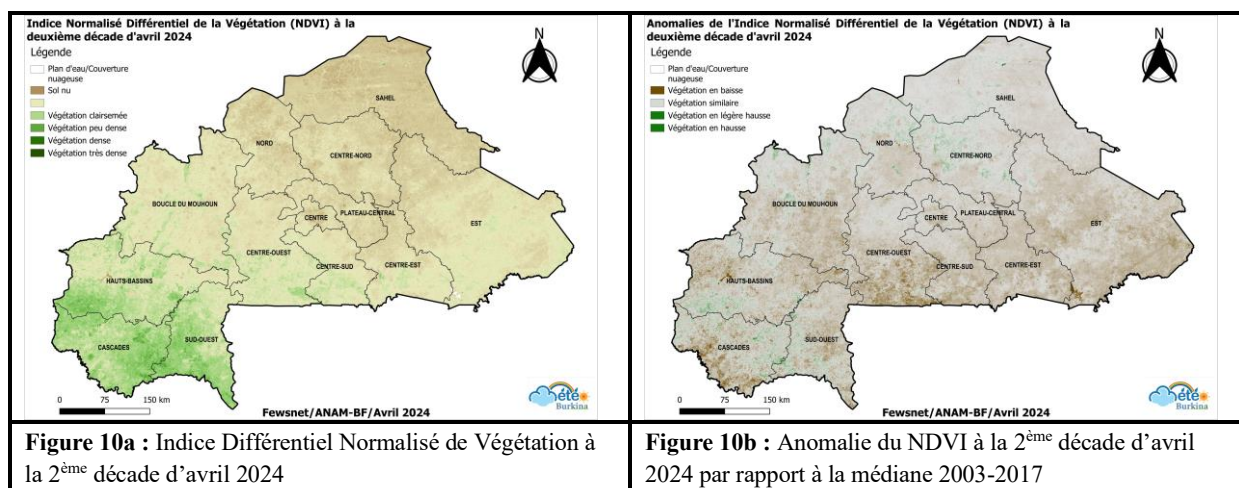 Indice Normalisé Différentiel de la Végétation (NDVI) à la
deuxième décade d'avril 2024
Légende
Plan d'eau/Couverture
nuageuse
Sol nu
Végétation clairsemée
Végétation peu dense
Végétation dense
Végétation très dense
N
SAHEL
NORD
CENTRE-NORD
BOUCLE DU MOUHOUN
CENTRE
PLATEAU-CENTRAL
EST
CENTRE-OUEST
CENTRE-SUD
CENTRE-EST
HAUTS-BASSINS
CASCADES
SUD-OUEST
0 75 150 km
Fewsnet/ANAM-BF/Avril 2024
météo
Burkina
Anomalies de l'Indice Normalisé Différentiel de la Végétation (NDVI) à la
deuxième décade d'avril 2024
Légende
Plan d'eau/Couverture
nuageuse
Végétation en baisse
Végétation similaire
Végétation en légère hausse
Végétation en hausse
N
SAHEL
NORD
CENTRE-NORD
BOUCLE DU MOUHOUN
CENTRE
PLATEAU-CENTRAL
EST
CENTRE-OUEST
CENTRE-SUD
CENTRE-EST
HAUTS-BASSINS
CASCADES
SUD-OUEST
0 75 150 km
Fewsnet/ANAM-BF/Avril 2024
météo
Burkina
Figure 10a : Indice Différentiel Normalisé de Végétation à
la 2ème décade d’avril 2024
Figure 10b : Anomalie du NDVI à la 2ème décade d’avril
2024 par rapport à la médiane 2003-2017